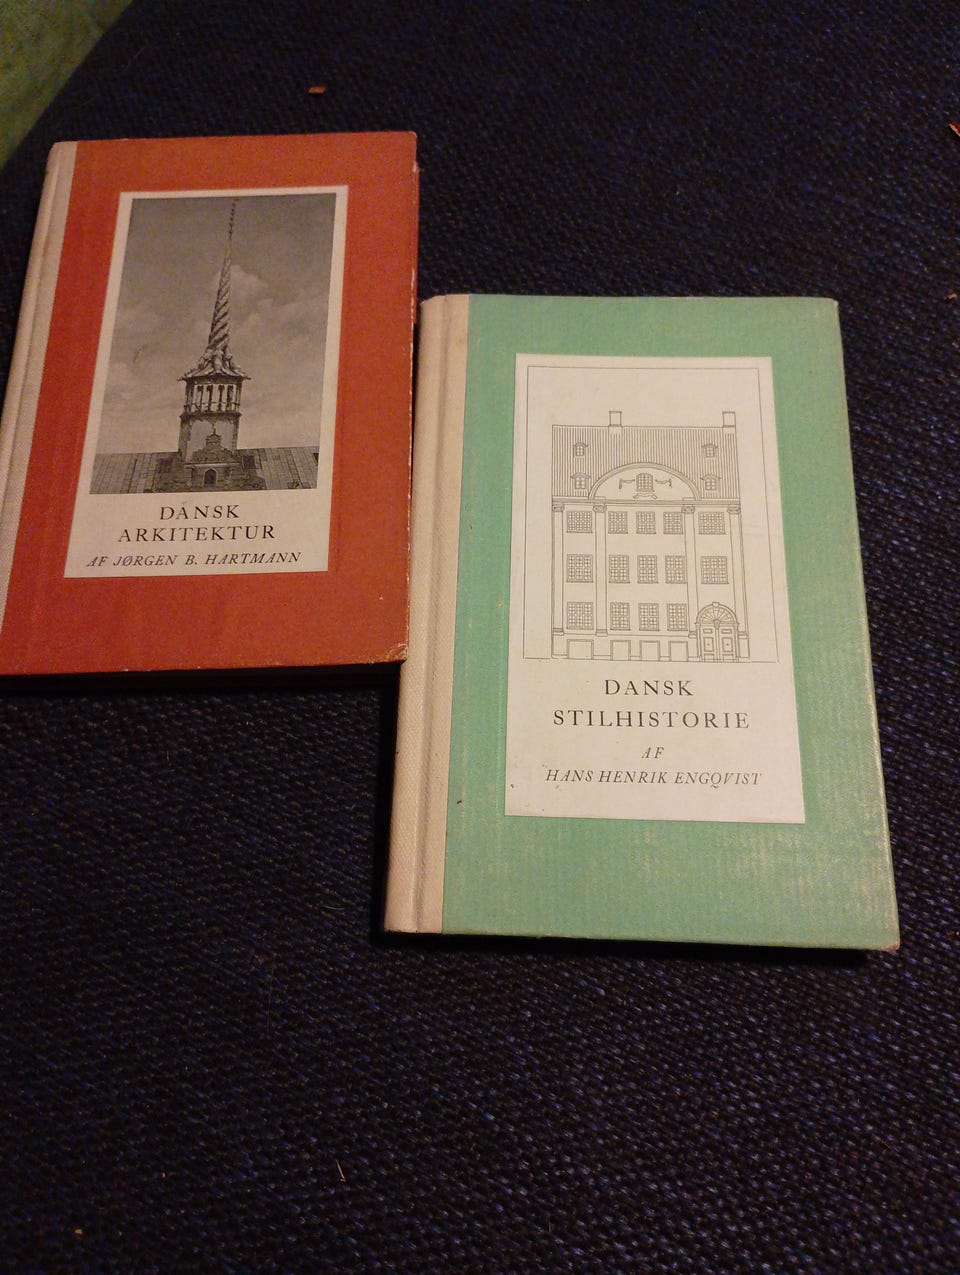 DANSK
ARKITEKTUR
AF JØRGEN B. HARTMANN
DANSK
STILHISTORIE
AF
HANS HENRIK ENGQVIST